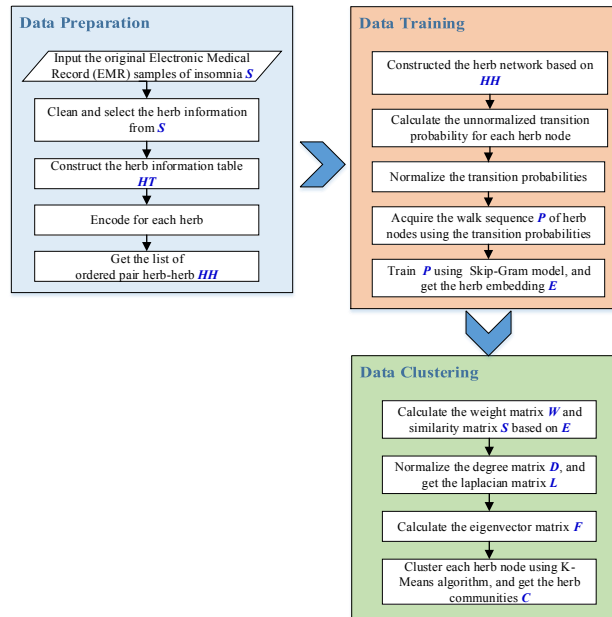 Data Preparation
Input the original Electronic Medical
Record (EMR) samples of insomnia S
Clean and select the herb information
from S
Construct the herb information table
HT
Encode for each herb
Get the list of
ordered pair herb-herb HH
Data Training
Constructed the herb network based on
HH
Calculate the unnormalized transition
probability for each herb node
Normalize the transition probabilities
Acquire the walk sequence P of herb
nodes using the transition probabilities
Train P using Skip-Gram model, and
get the herb embedding E
Data Clustering
Calculate the weight matrix W and
similarity matrix S based on E
Normalize the degree matrix D, and
get the laplacian matrix L
Calculate the eigenvector matrix F
Cluster each herb node using K-
Means algorithm, and get the herb
communities C